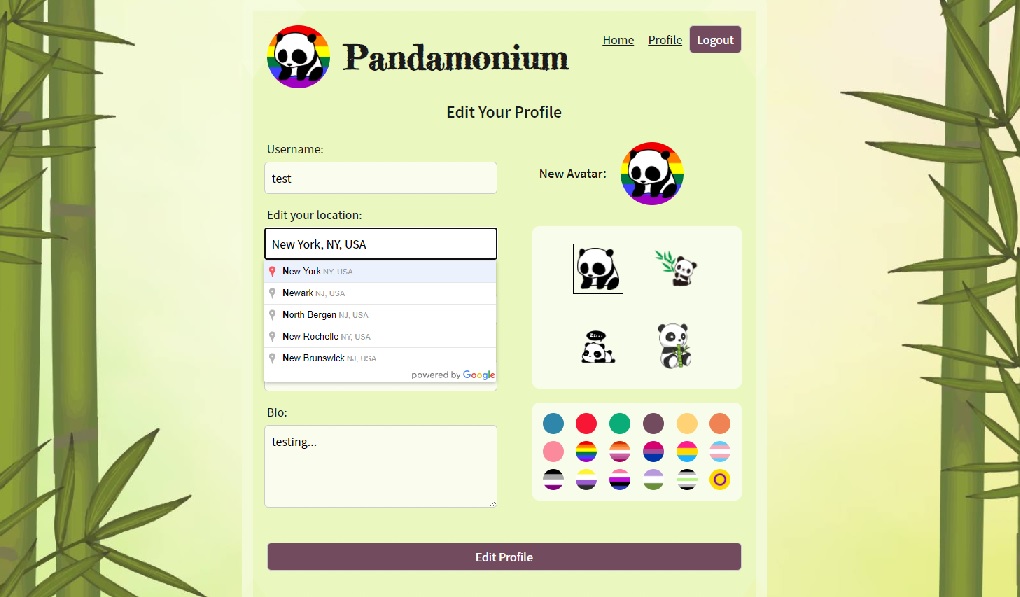 Pandamonium
Home Profile Logout
Edit Your Profile
Username:
test
New Avatar:
Edit your location:
New York, NY, USA
New York NY, USA
Newark NJ, USA
North Bergen NJ, USA
New Rochelle NY, USA
New Brunswick NJ, USA
powered by Google
Bio:
testing...
Edit Profile